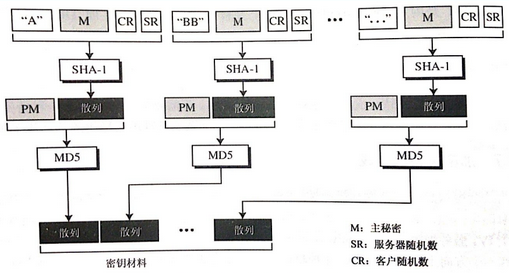 “A” M CR SR “BB” M CR SR ••• “...” M CR SR
SHA-1 SHA-1 SHA-1
PM 散列 PM 散列 PM 散列
MD5 MD5 MD5
散列 散列 ••• 散列
密钥材料
M：主秘密
SR：服务器随机数
CR：客户随机数